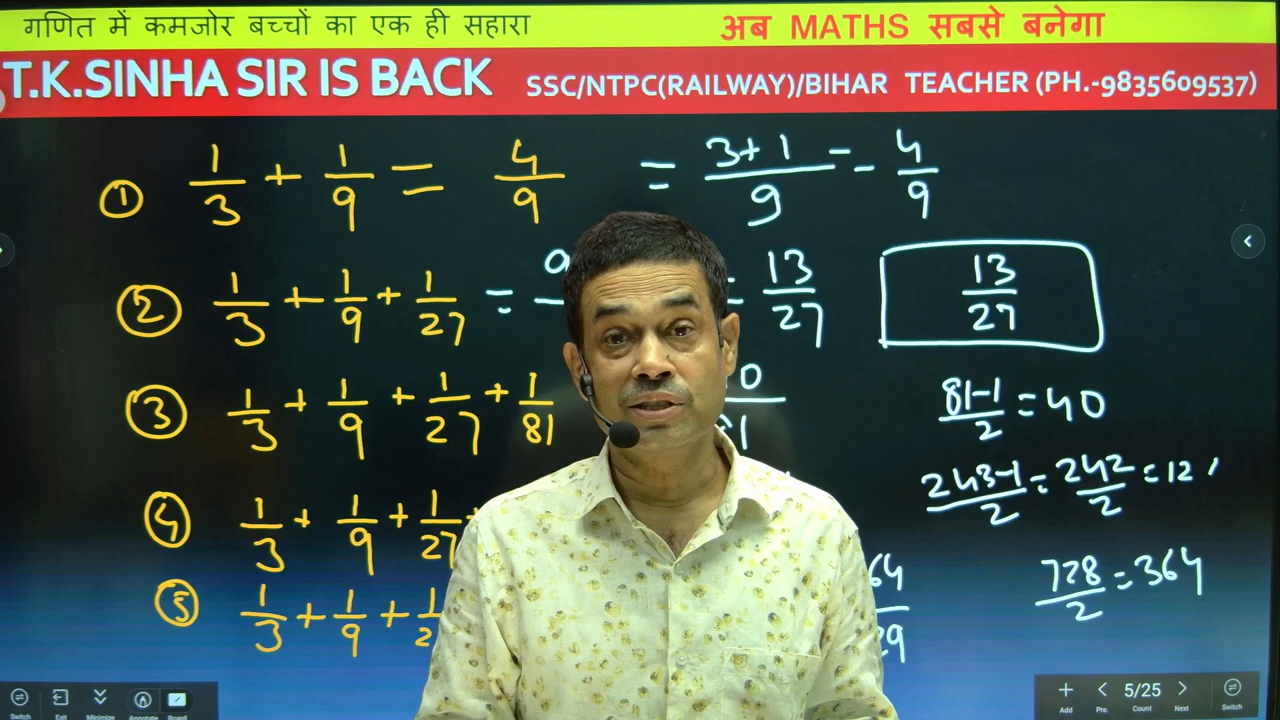 गणित में कमजोर बच्चों का एक ही सहारा
अब MATHS सबसे बनेगा
T.K.SINHA SIR IS BACK SSC/NTPC(RAILWAY)/BIHAR TEACHER (PH.-9835609537)
① 1/3 + 1/9 = 4/9 = 3+1/9 - 4/9
② 1/3 + 1/9 + 1/27 = 13/27
13/27
③ 1/3 + 1/9 + 1/27 + 1/81
81-1/2 = 40
④ 1/3 + 1/9 + 1/27
243-1/2 = 242/2 = 12
⑤ 1/3 + 1/9 +
728/2 = 364
Switch Exit Minimize Annotate Board
Add Pre. 5/25 Count Next Switch